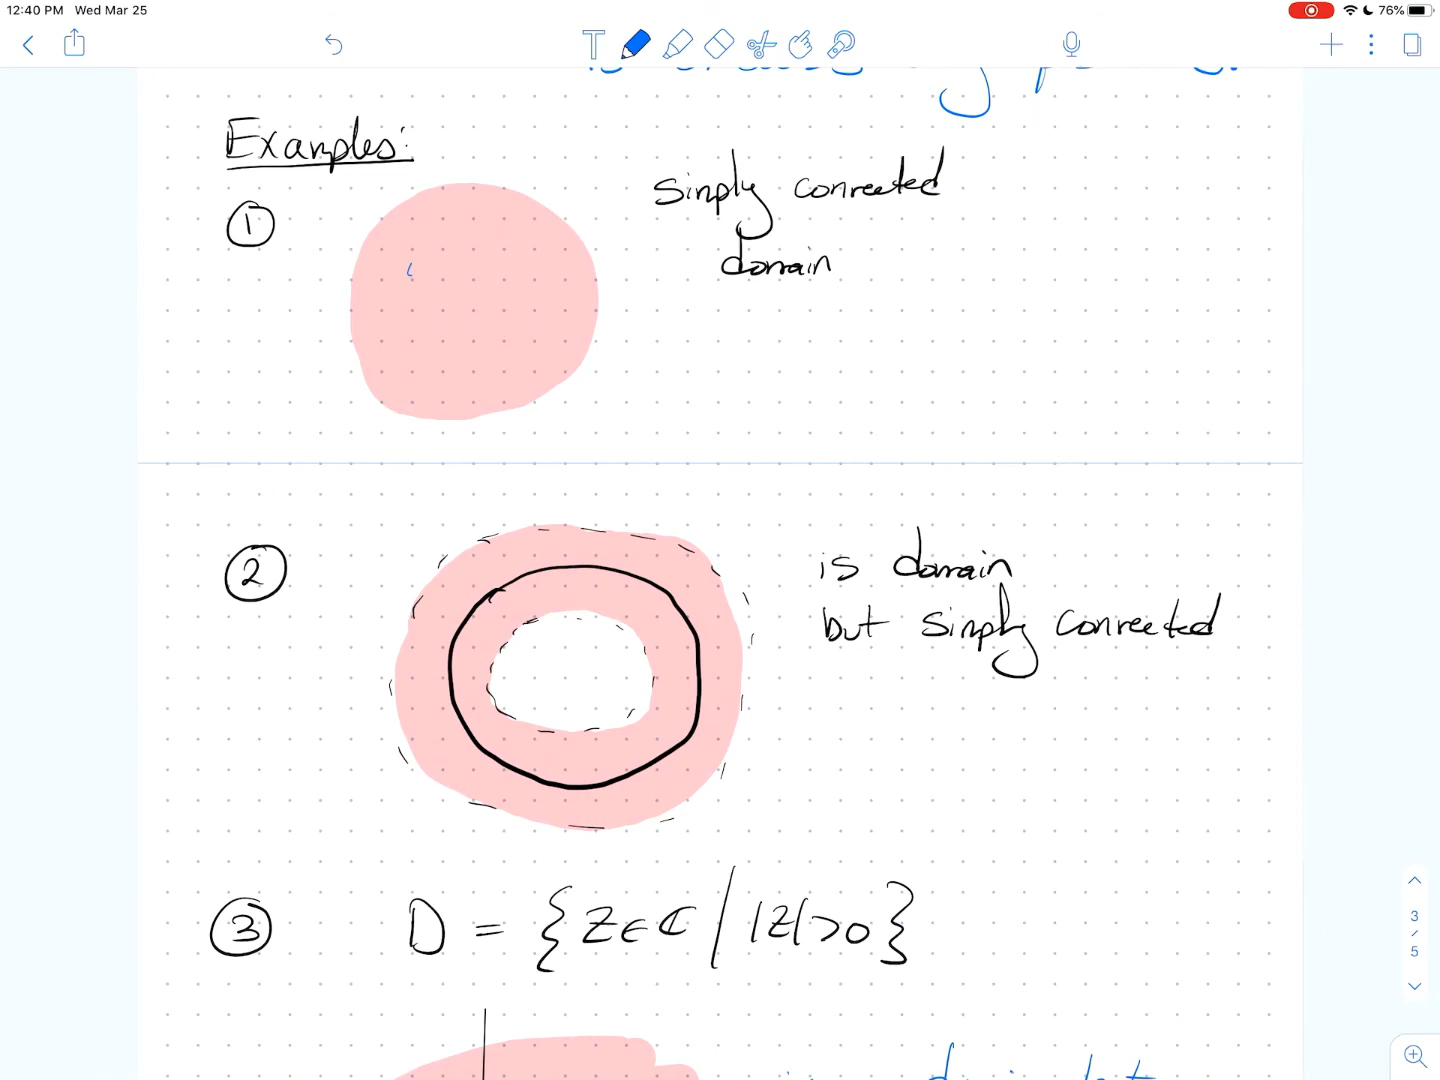 12:40 PM Wed Mar 25
76%
T
Examples:
① simply connected
domain
② is domain
but simply connected
③ D = {z ∈ ℂ | |z| > 0}
3
/
5